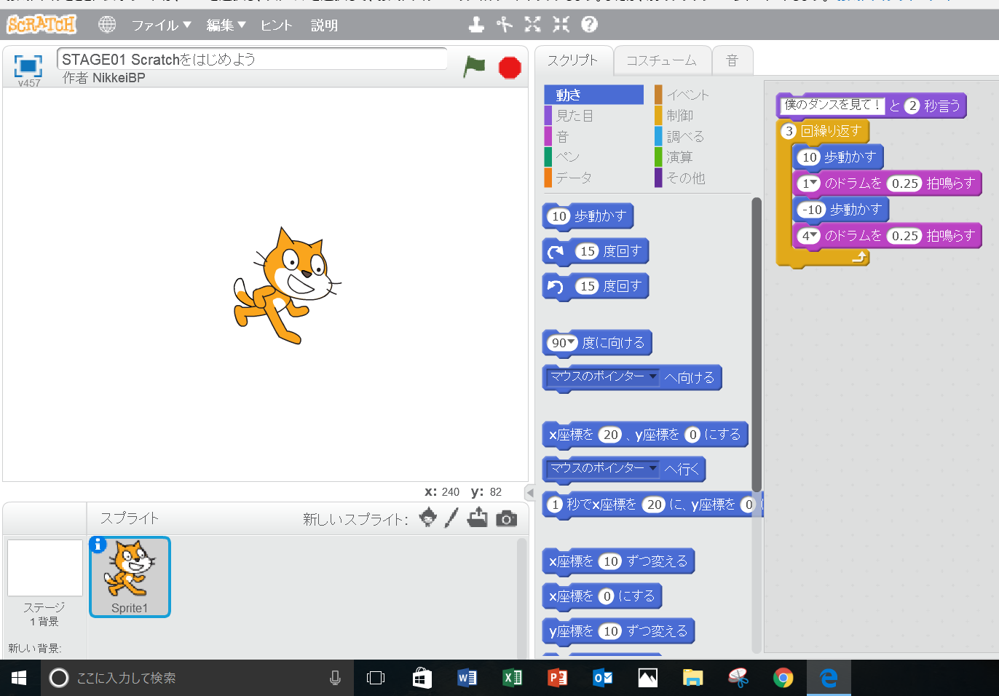 SCRATCH
ファイル▼ 編集▼ ヒント 説明
STAGE01 Scratchをはじめよう
作者 NikkeiBP
v457
スクリプト コスチューム 音
動き
見た目
音
ペン
データ
イベント
制御
調べる
演算
その他
10 歩動かす
15 度回す
15 度回す
90▼ 度に向ける
マウスのポインター▼ へ向ける
x座標を 20 、y座標を 0 にする
マウスのポインター▼ へ行く
1 秒でx座標を 20 に、y座標を 0
x座標を 10 ずつ変える
x座標を 0 にする
y座標を 10 ずつ変える
僕のダンスを見て! と 2 秒言う
3 回繰り返す
10 歩動かす
1▼ のドラムを 0.25 拍鳴らす
-10 歩動かす
4▼ のドラムを 0.25 拍鳴らす
x: 240 y: 82
スプライト 新しいスプライト:
Sprite1
ステージ
1 背景
新しい背景:
ここに入力して検索